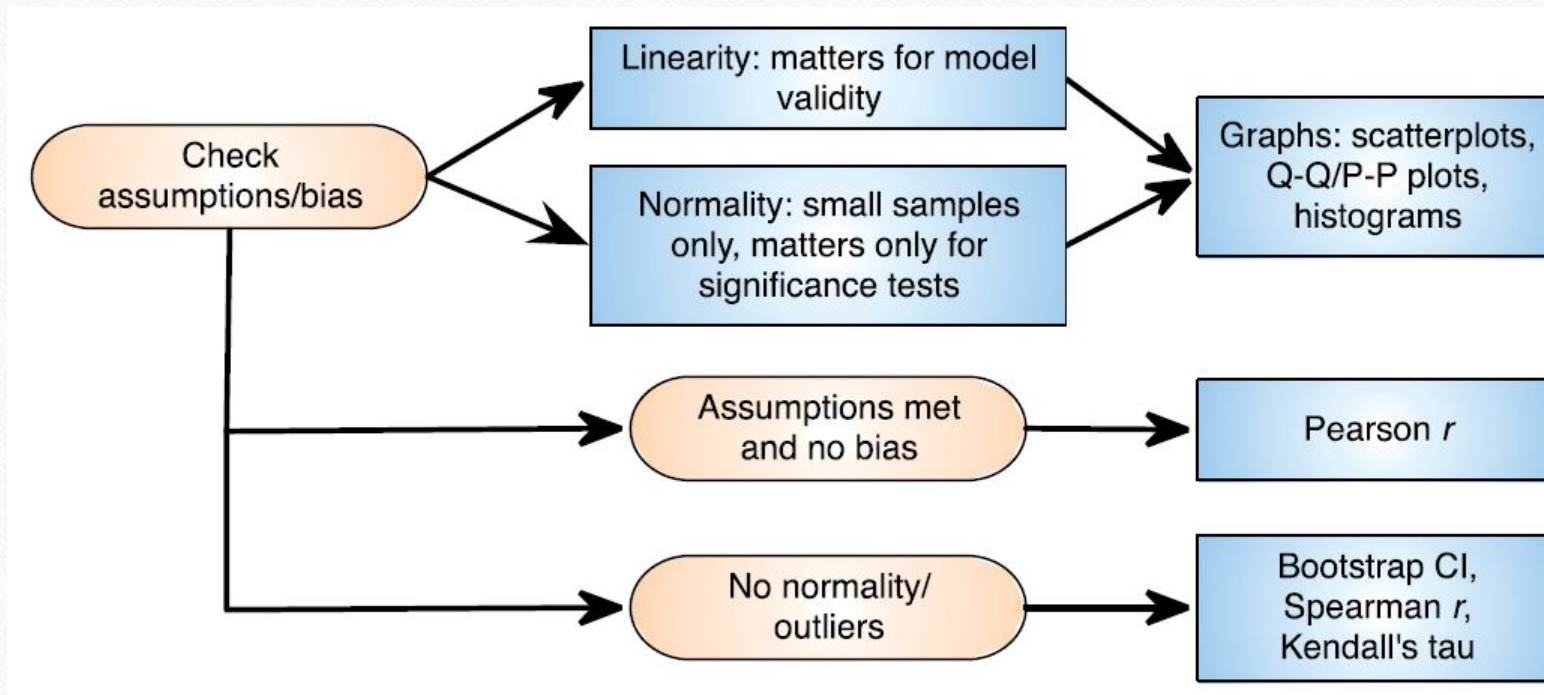 Check
assumptions/bias
Linearity: matters for model
validity
Normality: small samples
only, matters only for
significance tests
Graphs: scatterplots,
Q-Q/P-P plots,
histograms
Assumptions met
and no bias
Pearson r
No normality/
outliers
Bootstrap CI,
Spearman r,
Kendall's tau